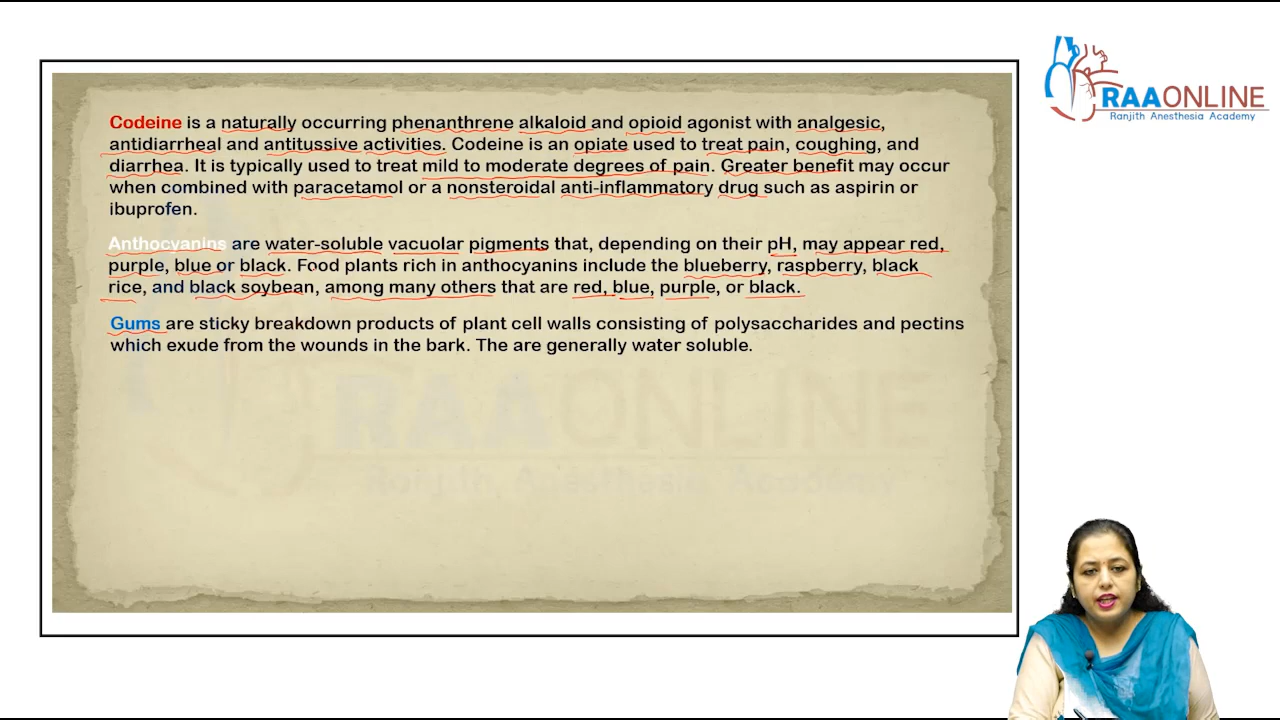 RAAONLINE
Ranjith Anesthesia Academy
Codeine is a naturally occurring phenanthrene alkaloid and opioid agonist with analgesic,
antidiarrheal and antitussive activities. Codeine is an opiate used to treat pain, coughing, and
diarrhea. It is typically used to treat mild to moderate degrees of pain. Greater benefit may occur
when combined with paracetamol or a nonsteroidal anti-inflammatory drug such as aspirin or
ibuprofen.
Anthocyanins are water-soluble vacuolar pigments that, depending on their pH, may appear red,
purple, blue or black. Food plants rich in anthocyanins include the blueberry, raspberry, black
rice, and black soybean, among many others that are red, blue, purple, or black.
Gums are sticky breakdown products of plant cell walls consisting of polysaccharides and pectins
which exude from the wounds in the bark. The are generally water soluble.
RAAONLINE
Ranjith Anesthesia Academy